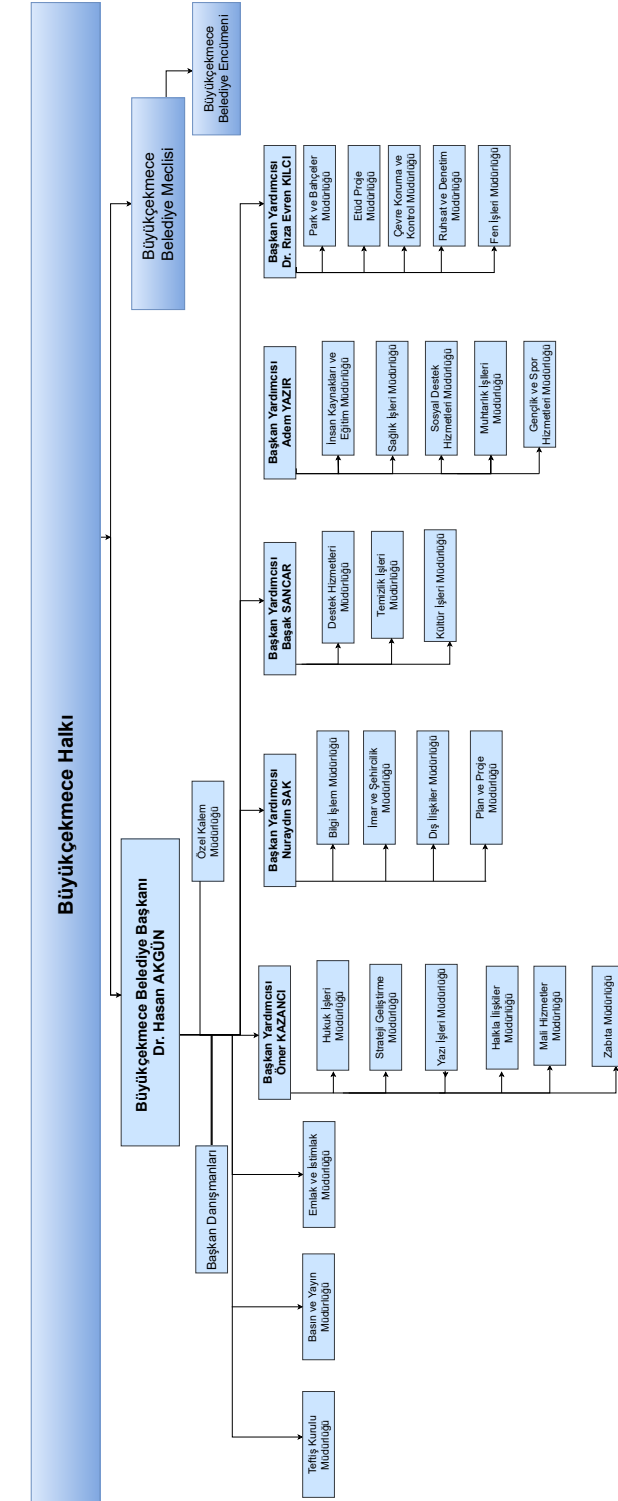 Büyükçekmece Halkı
Büyükçekmece Belediye Başkanı
Dr. Hasan AKGÜN
Büyükçekmece
Belediye Meclisi
Büyükçekmece
Belediye Encümeni
Başkan Danışmanları
Özel Kalem
Müdürlüğü
Teftiş Kurulu
Müdürlüğü
Basın ve Yayın
Müdürlüğü
Emlak ve İstimlak
Müdürlüğü
Başkan Yardımcısı
Ömer KAZANCI
Hukuk İşleri
Müdürlüğü
Strateji Geliştirme
Müdürlüğü
Yazı İşleri Müdürlüğü
Halkla İlişkiler
Müdürlüğü
Mali Hizmetler
Müdürlüğü
Zabıta Müdürlüğü
Başkan Yardımcısı
Nuraydın SAK
Bilgi İşlem Müdürlüğü
İmar ve Şehircilik
Müdürlüğü
Dış İlişkiler Müdürlüğü
Plan ve Proje
Müdürlüğü
Başkan Yardımcısı
Başak SANCAR
Destek Hizmetleri
Müdürlüğü
Temizlik İşleri
Müdürlüğü
Kültür İşleri Müdürlüğü
Başkan Yardımcısı
Adem YAZIR
İnsan Kaynakları ve
Eğitim Müdürlüğü
Sağlık İşleri Müdürlüğü
Sosyal Destek
Hizmetleri Müdürlüğü
Muhtarlık İşlleri
Müdürlüğü
Gençlik ve Spor
Hizmetleri Müdürlüğü
Başkan Yardımcısı
Dr. Rıza Evren KILCI
Park ve Bahçeler
Müdürlüğü
Etüd Proje
Müdürlüğü
Çevre Koruma ve
Kontrol Müdürlüğü
Ruhsat ve Denetim
Müdürlüğü
Fen İşleri Müdürlüğü